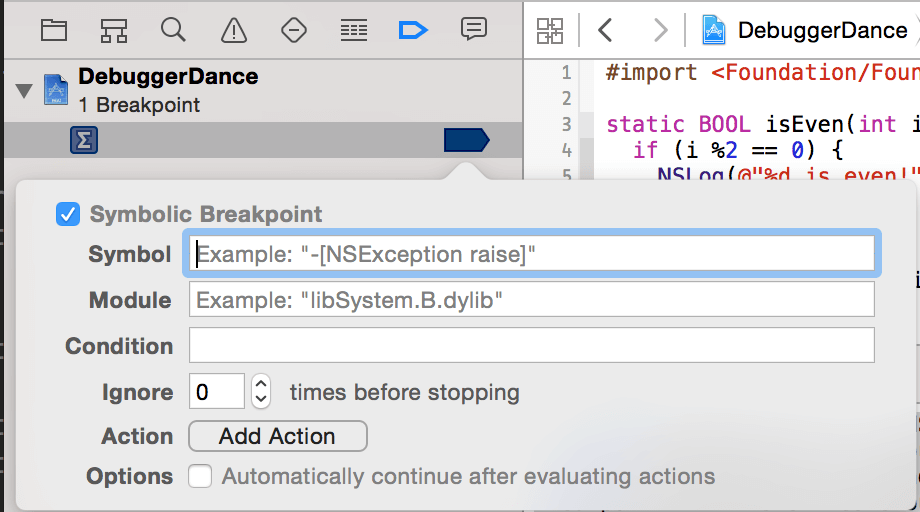 DebuggerDance
DebuggerDance
1 Breakpoint
Σ
1 #import <Foundation/Foun
2
3 static BOOL isEven(int i
4 if (i %2 == 0) {
5 NSLog(@"%d is even!"
Symbolic Breakpoint
Symbol Example: "-[NSException raise]"
Module Example: "libSystem.B.dylib"
Condition
Ignore 0 times before stopping
Action Add Action
Options Automatically continue after evaluating actions